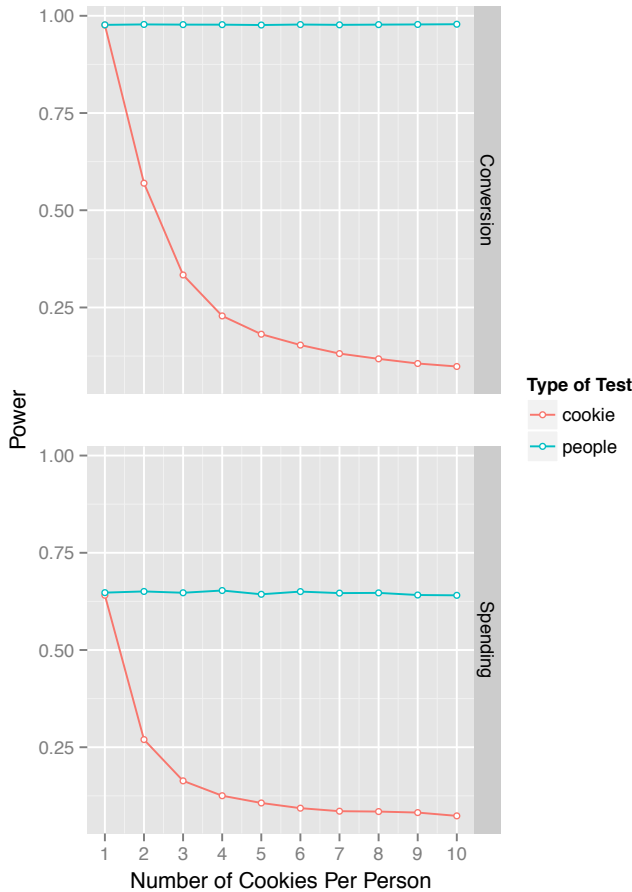 1.00
0.75
0.50
0.25
Conversion
Power
1.00
0.75
0.50
0.25
Spending
1 2 3 4 5 6 7 8 9 10
Number of Cookies Per Person
Type of Test
cookie
people